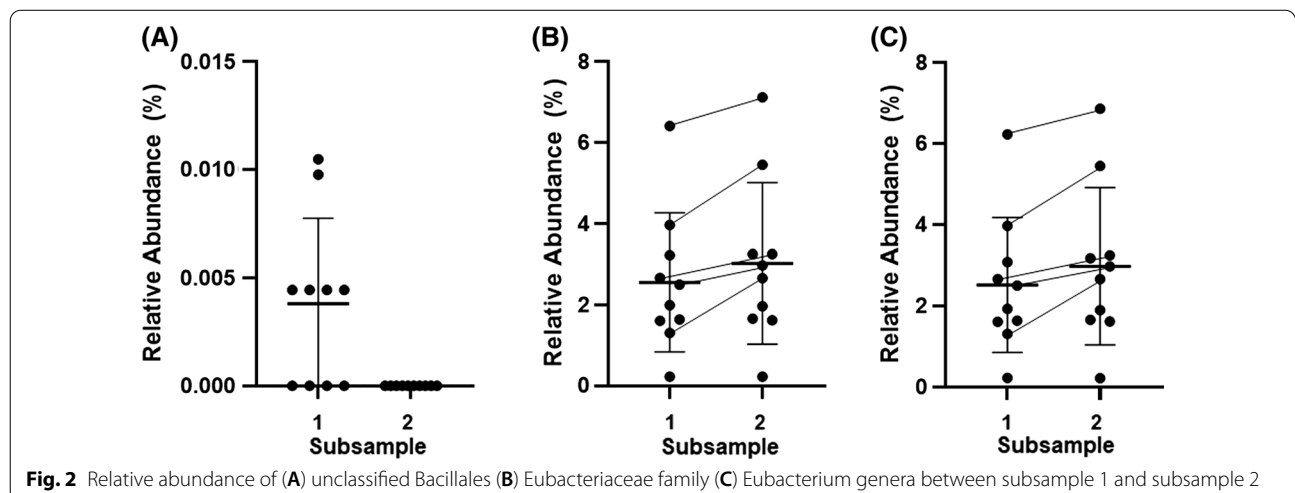 (A)
Relative Abundance (%)
0.015
0.010
0.005
0.000
1 2
Subsample
(B)
Relative Abundance (%)
8
6
4
2
0
1 2
Subsample
(C)
Relative Abundance (%)
8
6
4
2
0
1 2
Subsample
Fig. 2 Relative abundance of (A) unclassified Bacillales (B) Eubacteriaceae family (C) Eubacterium genera between subsample 1 and subsample 2